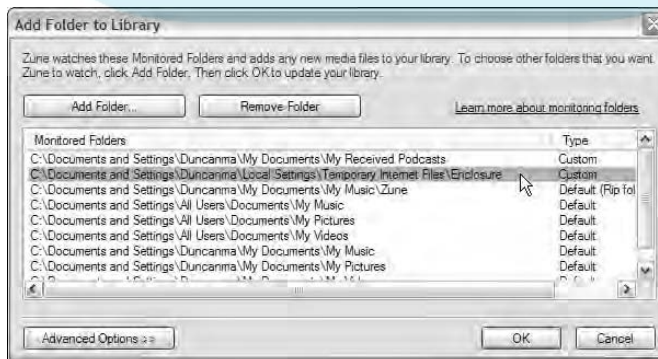 Add Folder to Library
Zune watches these Monitored Folders and adds any new media files to your library. To choose other folders that you want
Zune to watch, click Add Folder. Then click OK to update your library.
Add Folder... Remove Folder Learn more about monitoring folders
Monitored Folders Type
C:\Documents and Settings\Duncanma\My Documents\My Received Podcasts Custom
C:\Documents and Settings\Duncanma\Local Settings\Temporary Internet Files\Enclosure Custom
C:\Documents and Settings\Duncanma\My Documents\My Music\Zune Default (Rip fol
C:\Documents and Settings\All Users\Documents\My Music Default
C:\Documents and Settings\All Users\Documents\My Pictures Default
C:\Documents and Settings\All Users\Documents\My Videos Default
C:\Documents and Settings\Duncanma\My Documents\My Music Default
C:\Documents and Settings\Duncanma\My Documents\My Pictures Default
Advanced Options >> OK Cancel